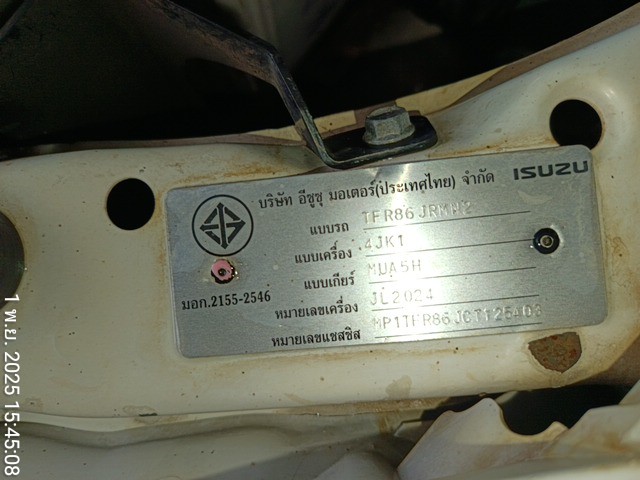 บริษัท อีซูซุ มอเตอร์(ประเทศไทย) จำกัด ISUZU
แบบรถ TFR86JRMW2
แบบเครื่อง 4JK1
แบบเกียร์ MUA5H
มอก.2155-2546
หมายเลขเครื่อง JL2024
หมายเลขแชสซิส MP1TFR86JCT125403
1 พ.ย. 2025 15:45:08